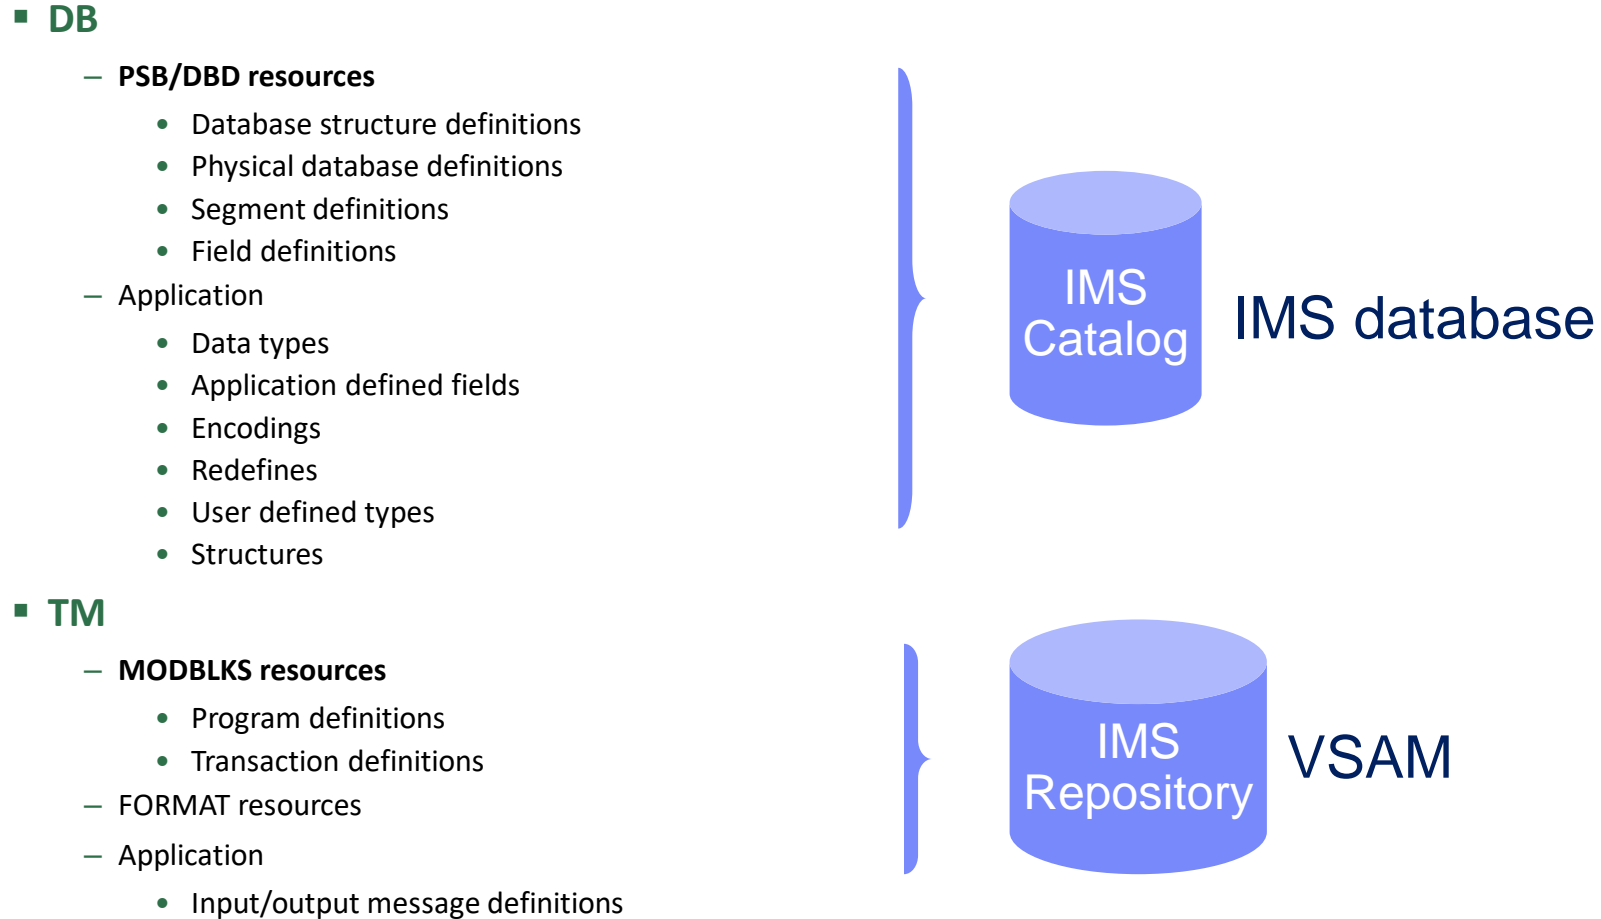 DB
– PSB/DBD resources
• Database structure definitions
• Physical database definitions
• Segment definitions
• Field definitions
– Application
• Data types
• Application defined fields
• Encodings
• Redefines
• User defined types
• Structures
IMS
Catalog
IMS database
TM
– MODBLKS resources
• Program definitions
• Transaction definitions
– FORMAT resources
– Application
• Input/output message definitions
IMS
Repository
VSAM